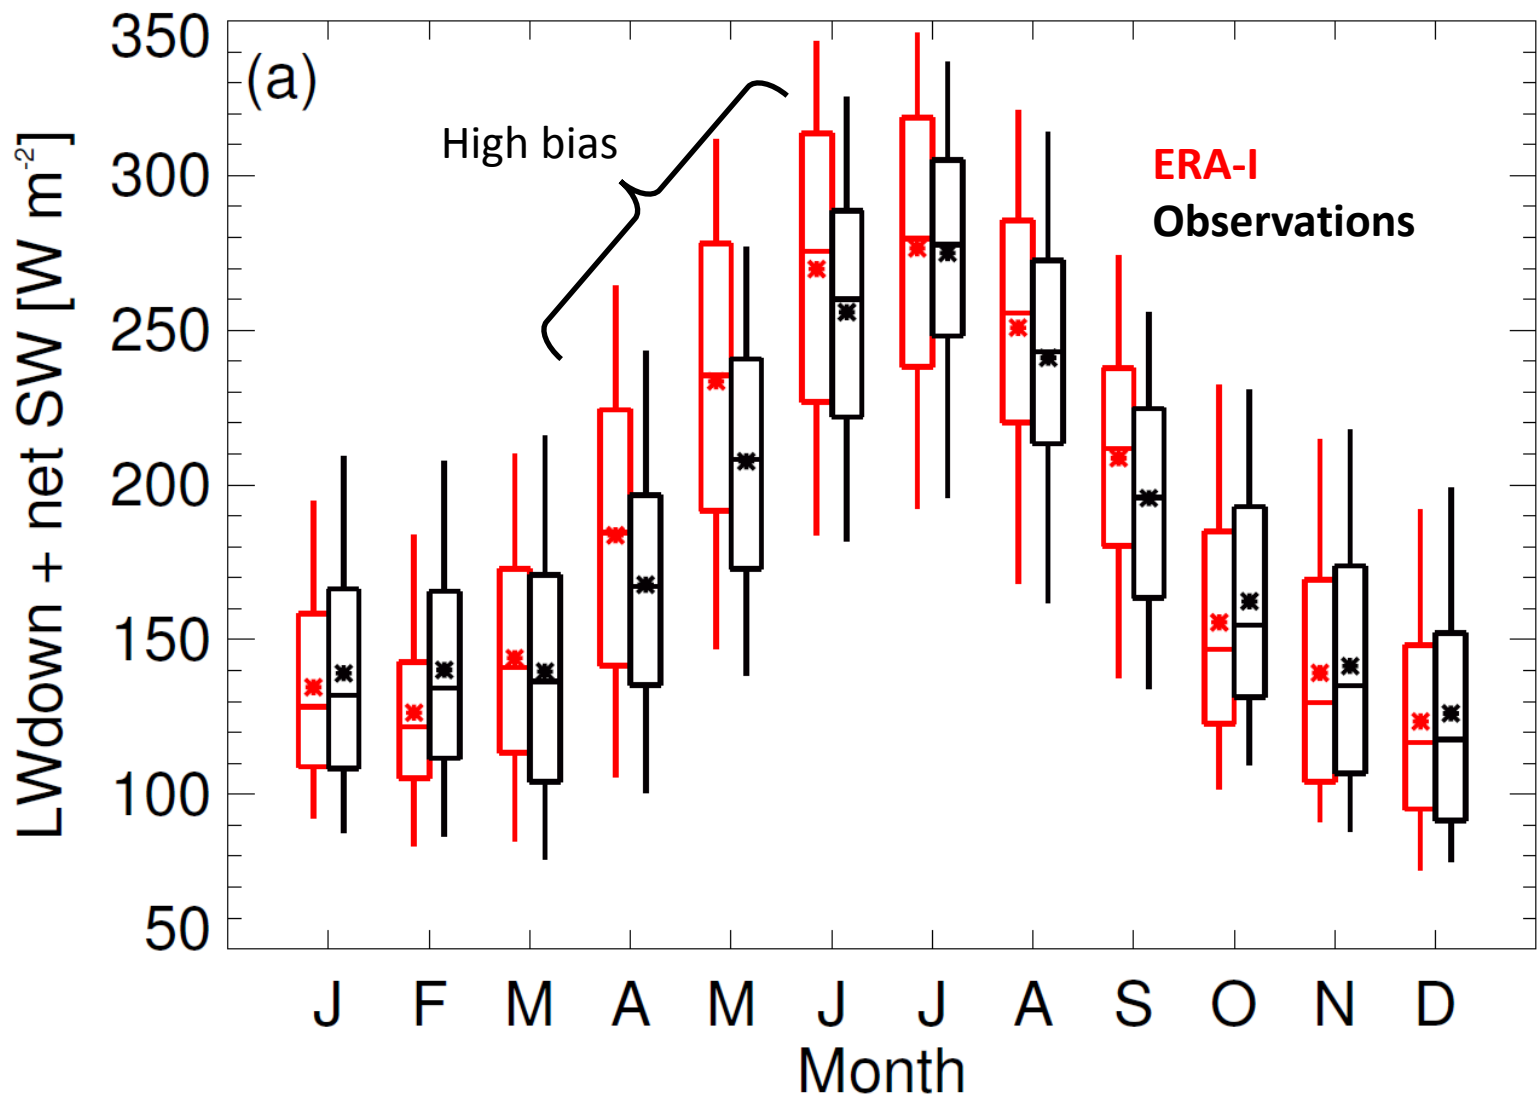 (a)
High bias
ERA-I
Observations
LWdown + net SW [W m-2]
350
300
250
200
150
100
50
J F M A M J J A S O N D
Month